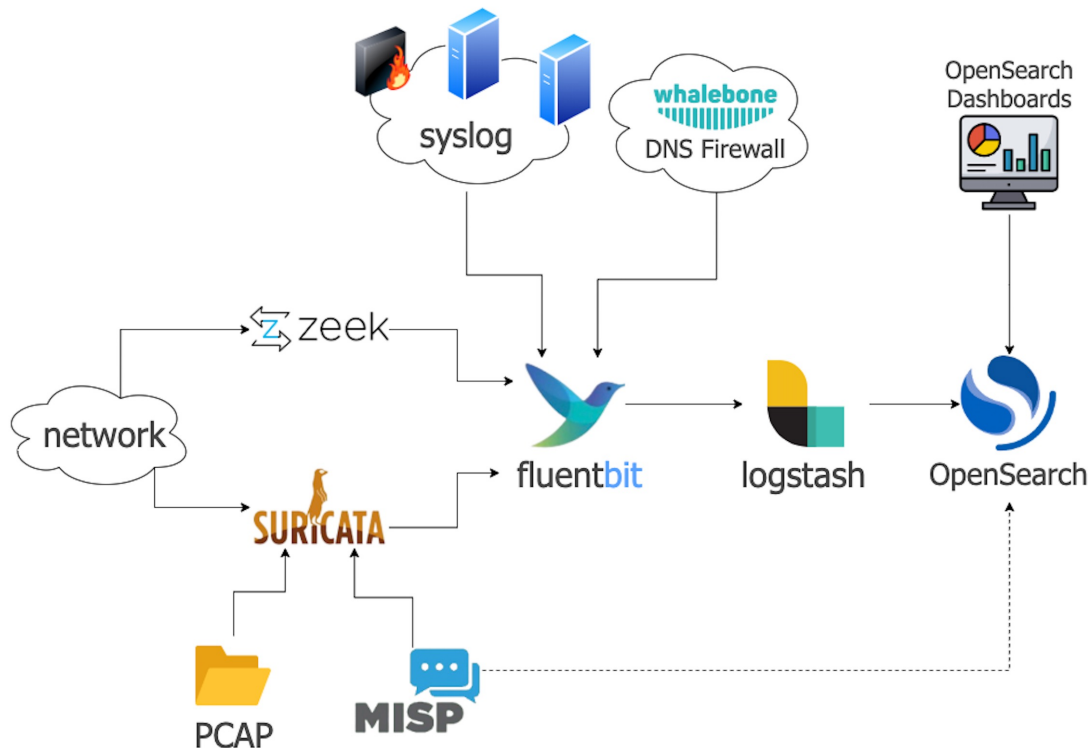 OpenSearch
Dashboards
whalebone
syslog
DNS Firewall
z zeek
network
fluentbit
logstash
OpenSearch
SURICATA
PCAP
MISP